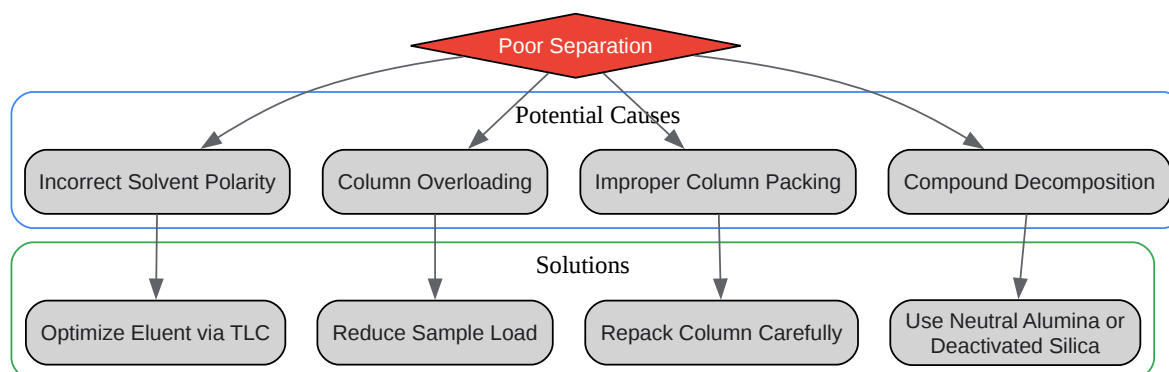 Poor Separation
Potential Causes
Incorrect Solvent Polarity
Column Overloading
Improper Column Packing
Compound Decomposition
Solutions
Optimize Eluent via TLC
Reduce Sample Load
Repack Column Carefully
Use Neutral Alumina or
Deactivated Silica